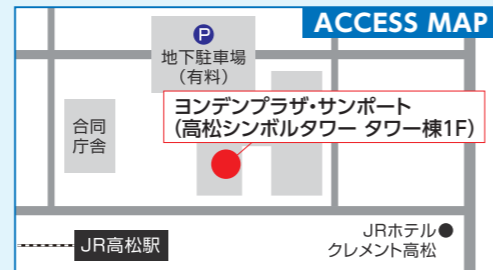 ACCESS MAP
P
地下駐車場
（有料）
ヨンデンプラザ・サンポート
（高松シンボルタワー タワー棟1F）
合同
庁舎
JRホテル
クレメント高松
JR高松駅